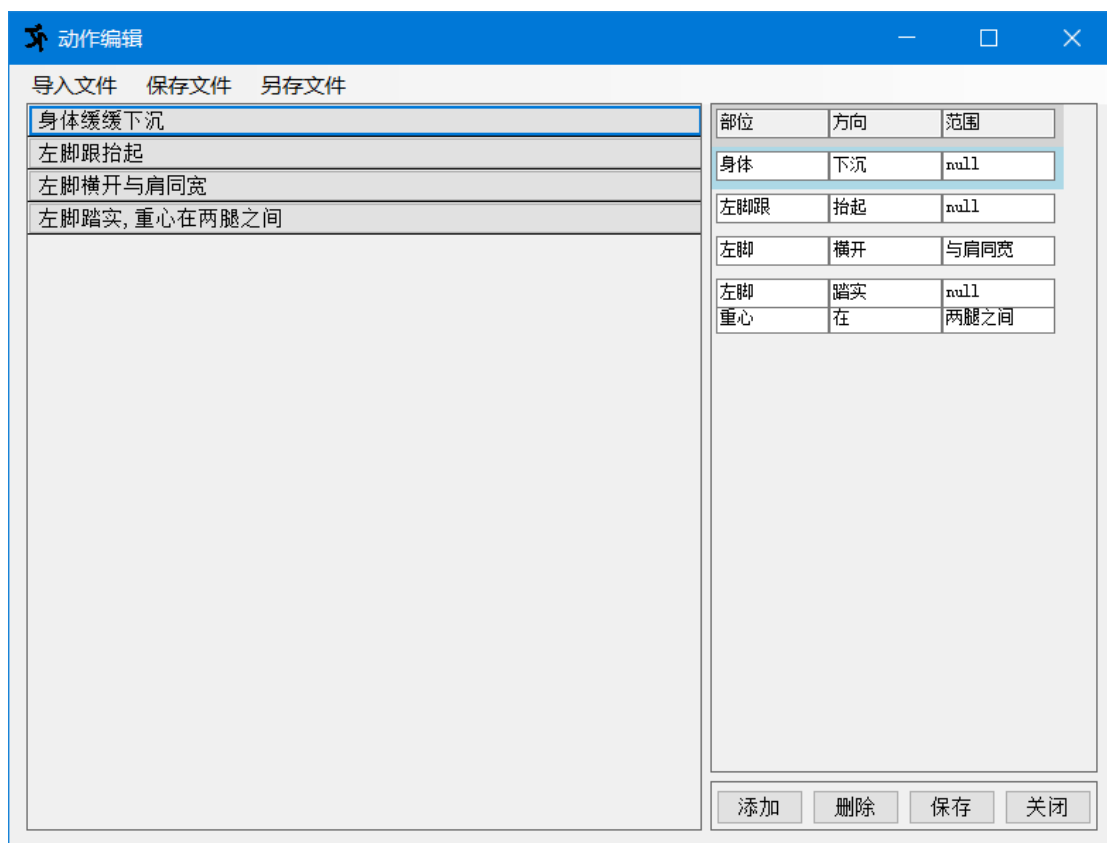 动作编辑
导入文件 保存文件 另存文件
身体缓缓下沉
左脚跟抬起
左脚横开与肩同宽
左脚踏实,重心在两腿之间
部位 方向 范围
身体 下沉 null
左脚跟 抬起 null
左脚 横开 与肩同宽
左脚 踏实 null
重心 在 两腿之间
添加 删除 保存 关闭